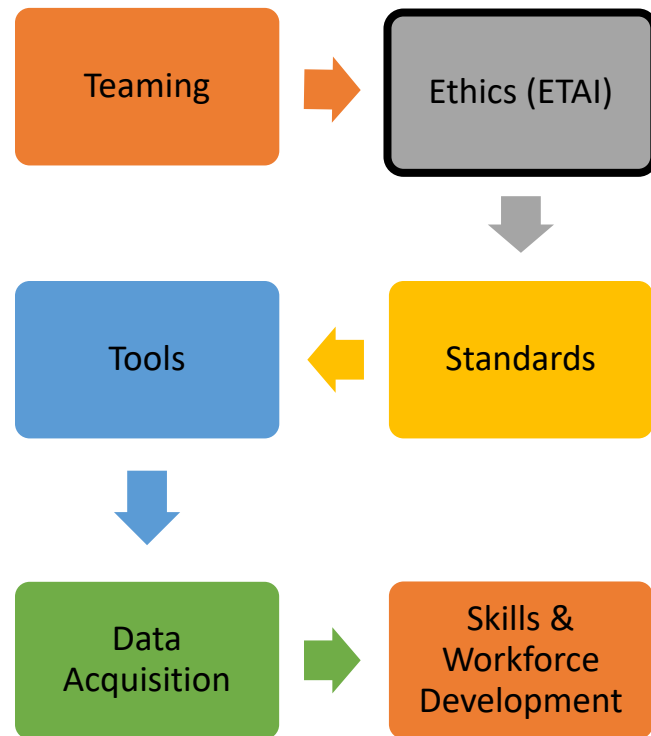 Teaming
Ethics (ETAI)
Standards
Tools
Data
Acquisition
Skills &
Workforce
Development